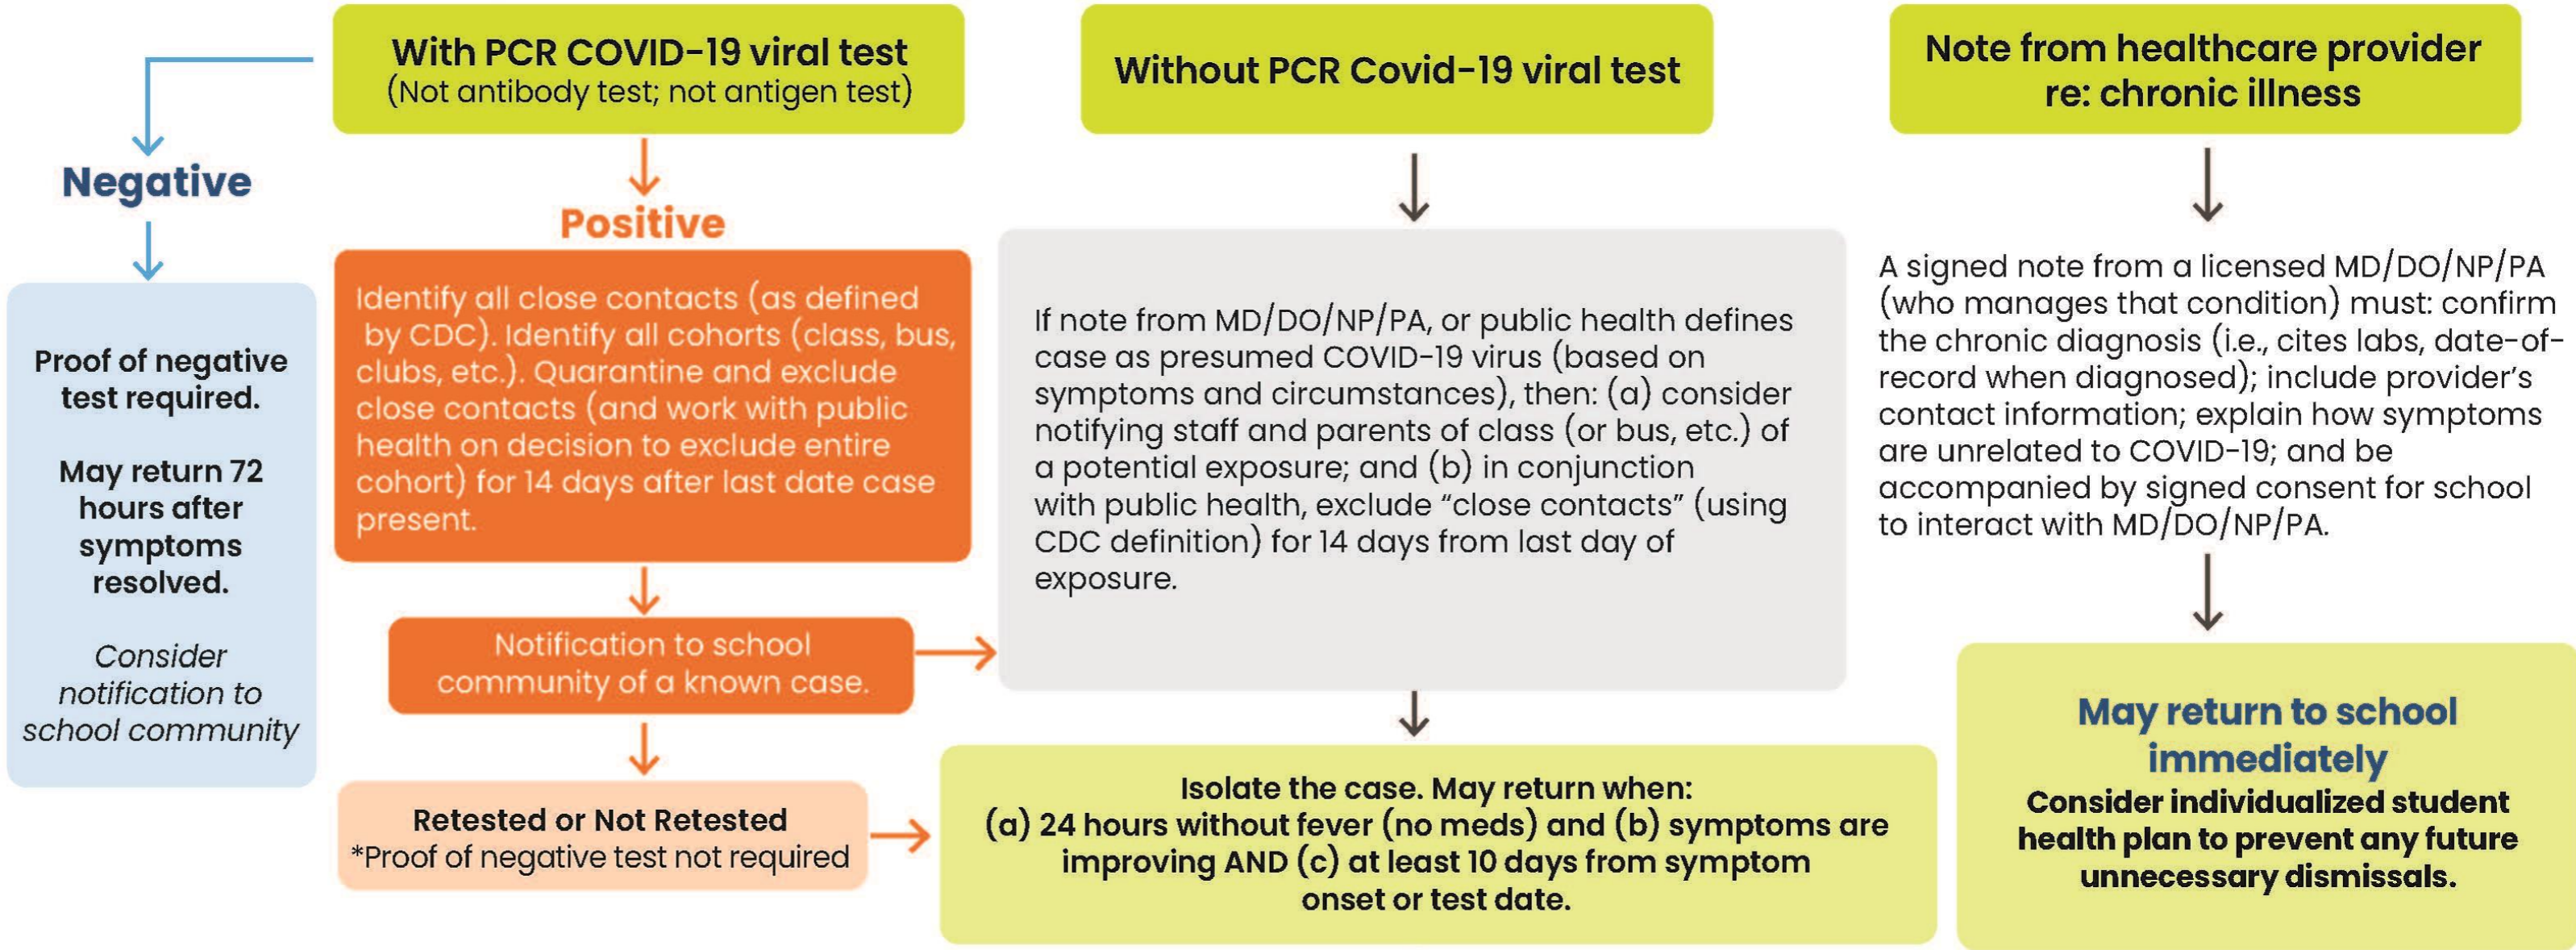 With PCR COVID-19 viral test
(Not antibody test; not antigen test)
Negative
Proof of negative
test required.
May return 72
hours after
symptoms
resolved.
Consider
notification to
school community
Positive
Identify all close contacts (as defined
by CDC). Identify all cohorts (class, bus,
clubs, etc.). Quarantine and exclude
close contacts (and work with public
health on decision to exclude entire
cohort) for 14 days after last date case
present.
Notification to school
community of a known case.
Retested or Not Retested
*Proof of negative test not required
Without PCR Covid-19 viral test
If note from MD/DO/NP/PA, or public health defines
case as presumed COVID-19 virus (based on
symptoms and circumstances), then: (a) consider
notifying staff and parents of class (or bus, etc.) of
a potential exposure; and (b) in conjunction
with public health, exclude “close contacts” (using
CDC definition) for 14 days from last day of
exposure.
Isolate the case. May return when:
(a) 24 hours without fever (no meds) and (b) symptoms are
improving AND (c) at least 10 days from symptom
onset or test date.
Note from healthcare provider
re: chronic illness
A signed note from a licensed MD/DO/NP/PA
(who manages that condition) must: confirm
the chronic diagnosis (i.e., cites labs, date-of-
record when diagnosed); include provider’s
contact information; explain how symptoms
are unrelated to COVID-19; and be
accompanied by signed consent for school
to interact with MD/DO/NP/PA.
May return to school
immediately
Consider individualized student
health plan to prevent any future
unnecessary dismissals.